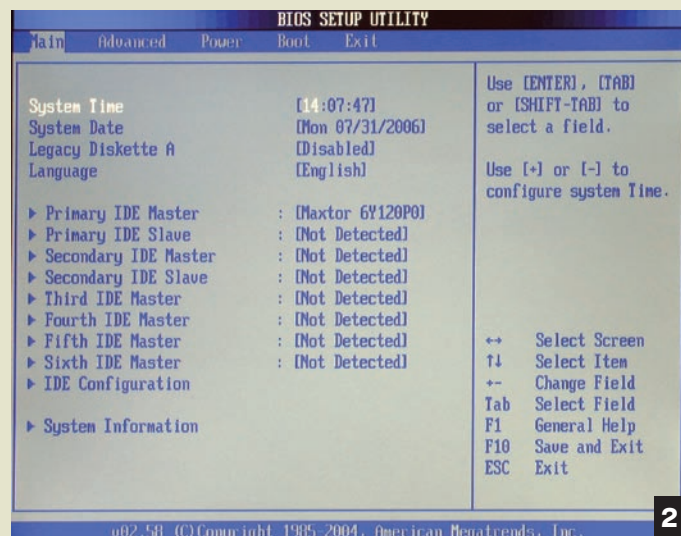 BIOS SETUP UTILITY
Main Advanced Power Boot Exit
System Time [14:07:47]
System Date [Mon 07/31/2006]
Legacy Diskette A [Disabled]
Language [English]
▶ Primary IDE Master : [Maxtor 6Y120P0]
▶ Primary IDE Slave : [Not Detected]
▶ Secondary IDE Master : [Not Detected]
▶ Secondary IDE Slave : [Not Detected]
▶ Third IDE Master : [Not Detected]
▶ Fourth IDE Master : [Not Detected]
▶ Fifth IDE Master : [Not Detected]
▶ Sixth IDE Master : [Not Detected]
▶ IDE Configuration
▶ System Information
Use [ENTER], [TAB]
or [SHIFT-TAB] to
select a field.
Use [+] or [-] to
configure system Time.
↔ Select Screen
↑↓ Select Item
+- Change Field
Tab Select Field
F1 General Help
F10 Save and Exit
ESC Exit
v02.58 (C)Copyright 1985-2004, American Megatrends, Inc.
2